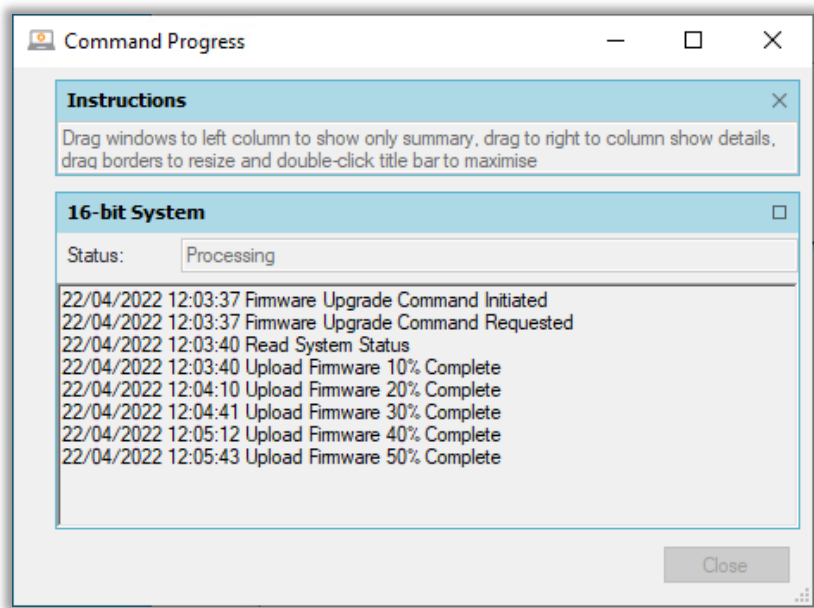 Command Progress
Instructions
Drag windows to left column to show only summary, drag to right to column show details,
drag borders to resize and double-click title bar to maximise
16-bit System
Status: Processing
22/04/2022 12:03:37 Firmware Upgrade Command Initiated
22/04/2022 12:03:37 Firmware Upgrade Command Requested
22/04/2022 12:03:40 Read System Status
22/04/2022 12:03:40 Upload Firmware 10% Complete
22/04/2022 12:04:10 Upload Firmware 20% Complete
22/04/2022 12:04:41 Upload Firmware 30% Complete
22/04/2022 12:05:12 Upload Firmware 40% Complete
22/04/2022 12:05:43 Upload Firmware 50% Complete
Close